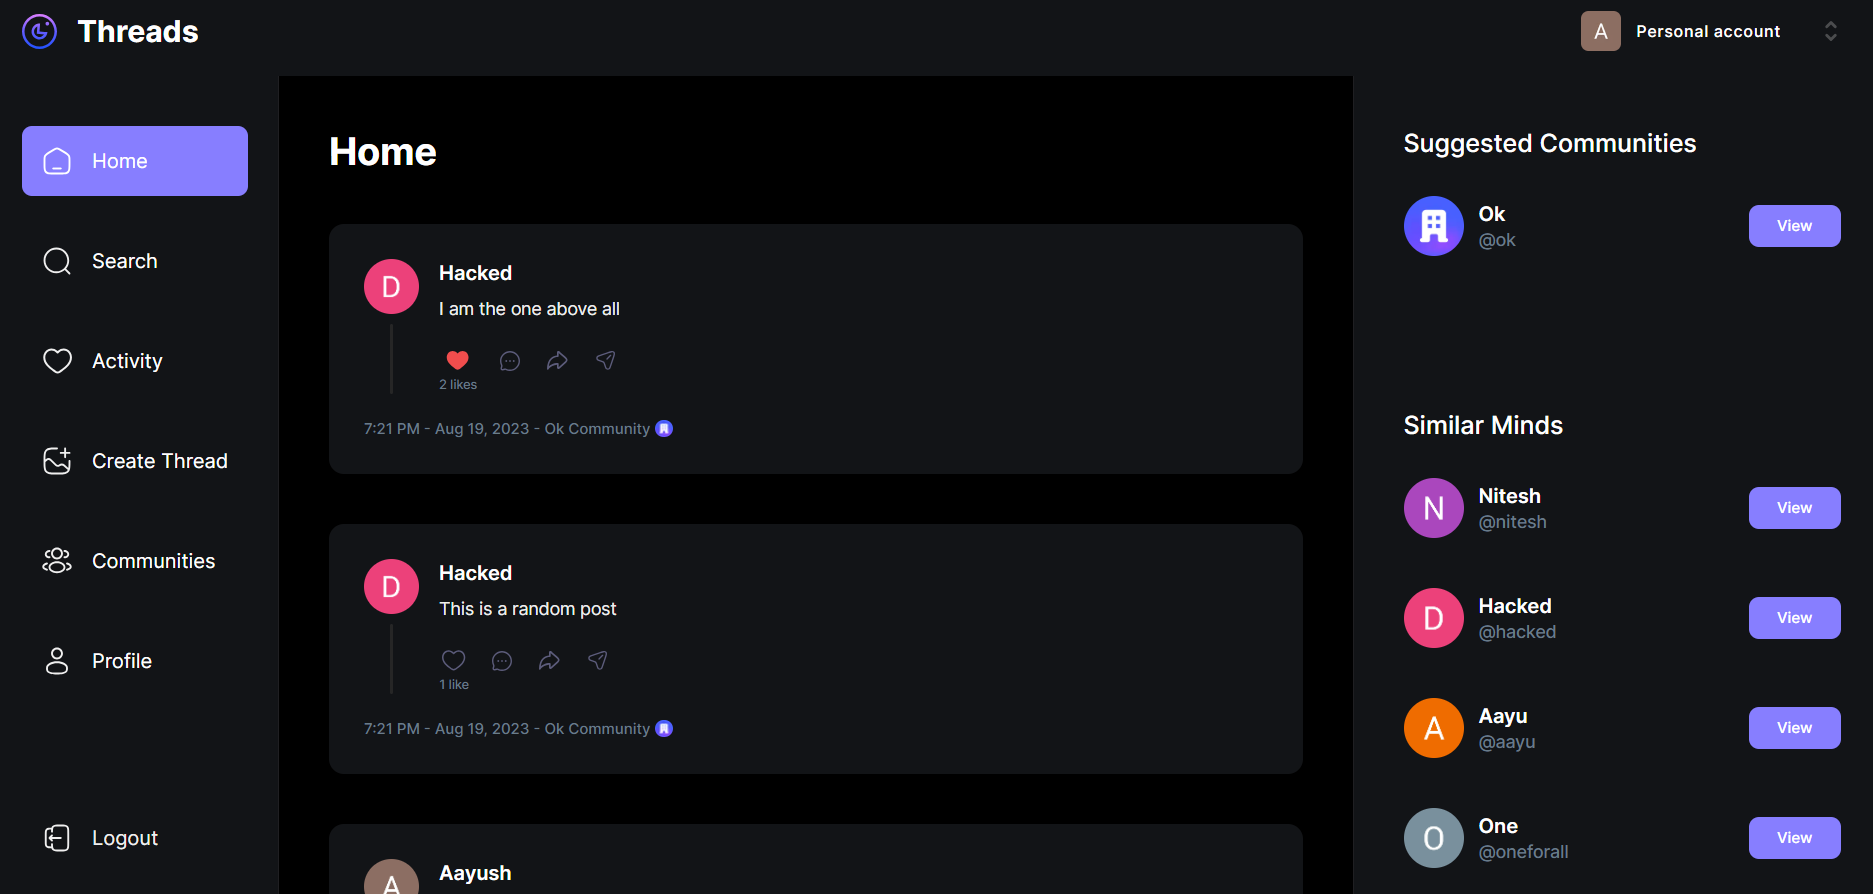 Threads
A Personal account
Home
Search
Activity
Create Thread
Communities
Profile
Logout
Home
D
Hacked
I am the one above all
2 likes
7:21 PM - Aug 19, 2023 - Ok Community
D
Hacked
This is a random post
1 like
7:21 PM - Aug 19, 2023 - Ok Community
A
Aayush
Suggested Communities
Ok
@ok
View
Similar Minds
N
Nitesh
@nitesh
View
D
Hacked
@hacked
View
A
Aayu
@aayu
View
O
One
@oneforall
View